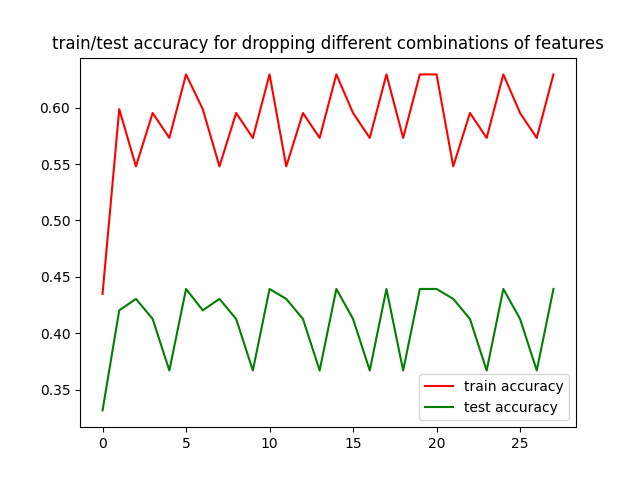 train/test accuracy for dropping different combinations of features
0.60
0.55
0.50
0.45
0.40
0.35
0 5 10 15 20 25
train accuracy
test accuracy